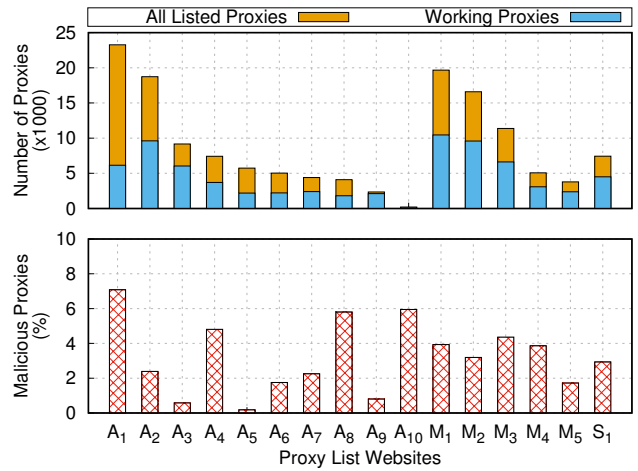 All Listed Proxies Working Proxies
Number of Proxies
(x1000)
25
20
15
10
5
0
Malicious Proxies
(%)
10
8
6
4
2
0
A1 A2 A3 A4 A5 A6 A7 A8 A9 A10 M1 M2 M3 M4 M5 S1
Proxy List Websites